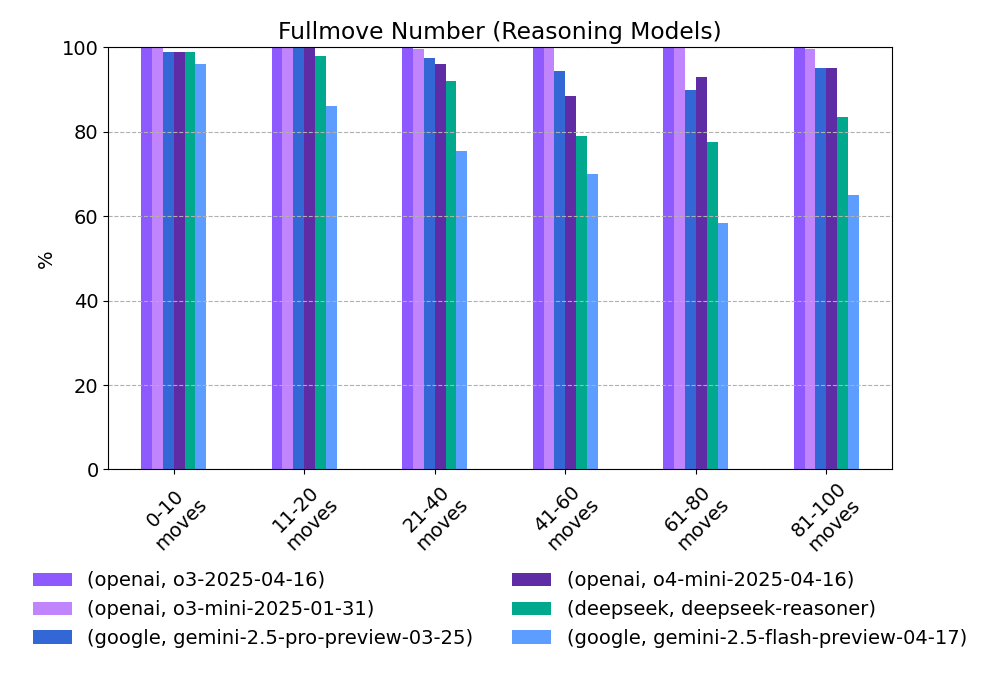 Fullmove Number (Reasoning Models)
%
100
80
60
40
20
0
0-10
moves
11-20
moves
21-40
moves
41-60
moves
61-80
moves
81-100
moves
(openai, o3-2025-04-16)
(openai, o3-mini-2025-01-31)
(google, gemini-2.5-pro-preview-03-25)
(openai, o4-mini-2025-04-16)
(deepseek, deepseek-reasoner)
(google, gemini-2.5-flash-preview-04-17)